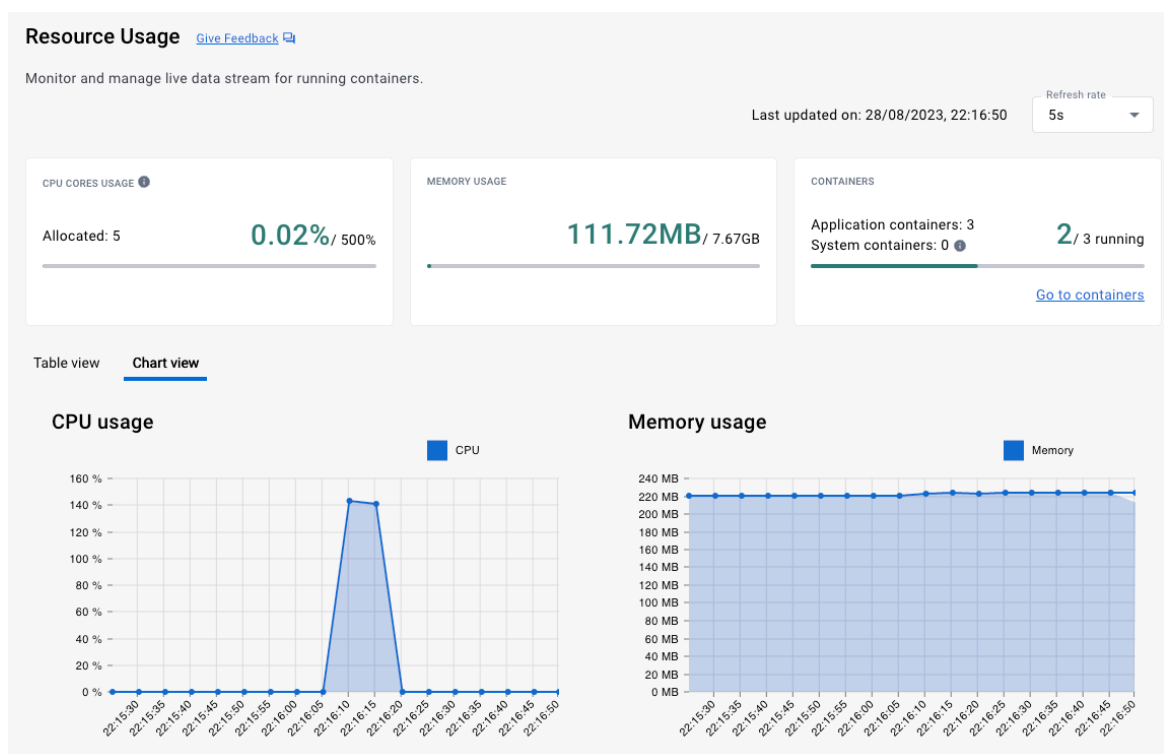 Resource Usage Give Feedback
Monitor and manage live data stream for running containers.
Refresh rate
Last updated on: 28/08/2023, 22:16:50 5s
CPU CORES USAGE
Allocated: 5 0.02% / 500%
MEMORY USAGE
111.72MB / 7.67GB
CONTAINERS
Application containers: 3
System containers: 0
2 / 3 running
Go to containers
Table view Chart view
CPU usage
CPU
160 %
140 %
120 %
100 %
80 %
60 %
40 %
20 %
0 %
22:15:30 22:15:35 22:15:40 22:15:45 22:15:50 22:15:55 22:16:00 22:16:05 22:16:10 22:16:15 22:16:20 22:16:25 22:16:30 22:16:35 22:16:40 22:16:45 22:16:50
Memory usage
Memory
240 MB
220 MB
200 MB
180 MB
160 MB
140 MB
120 MB
100 MB
80 MB
60 MB
40 MB
20 MB
0 MB
22:15:30 22:15:35 22:15:40 22:15:45 22:15:50 22:15:55 22:16:00 22:16:05 22:16:10 22:16:15 22:16:20 22:16:25 22:16:30 22:16:35 22:16:40 22:16:45 22:16:50